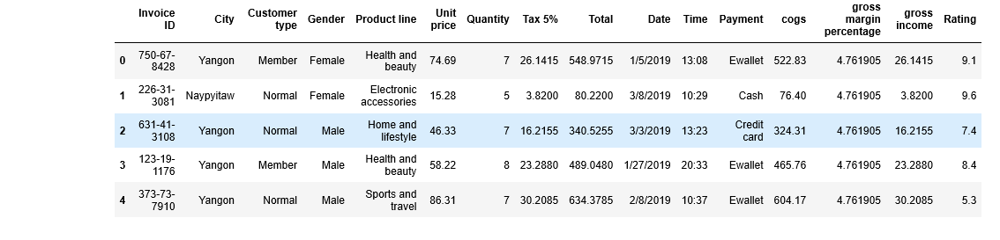 Invoice ID City Customer type Gender Product line Unit price Quantity Tax 5% Total Date Time Payment cogs gross margin percentage gross income Rating
0 750-67-8428 Yangon Member Female Health and beauty 74.69 7 26.1415 548.9715 1/5/2019 13:08 Ewallet 522.83 4.761905 26.1415 9.1
1 226-31-3081 Naypyitaw Normal Female Electronic accessories 15.28 5 3.8200 80.2200 3/8/2019 10:29 Cash 76.40 4.761905 3.8200 9.6
2 631-41-3108 Yangon Normal Male Home and lifestyle 46.33 7 16.2155 340.5255 3/3/2019 13:23 Credit card 324.31 4.761905 16.2155 7.4
3 123-19-1176 Yangon Member Male Health and beauty 58.22 8 23.2880 489.0480 1/27/2019 20:33 Ewallet 465.76 4.761905 23.2880 8.4
4 373-73-7910 Yangon Normal Male Sports and travel 86.31 7 30.2085 634.3785 2/8/2019 10:37 Ewallet 604.17 4.761905 30.2085 5.3